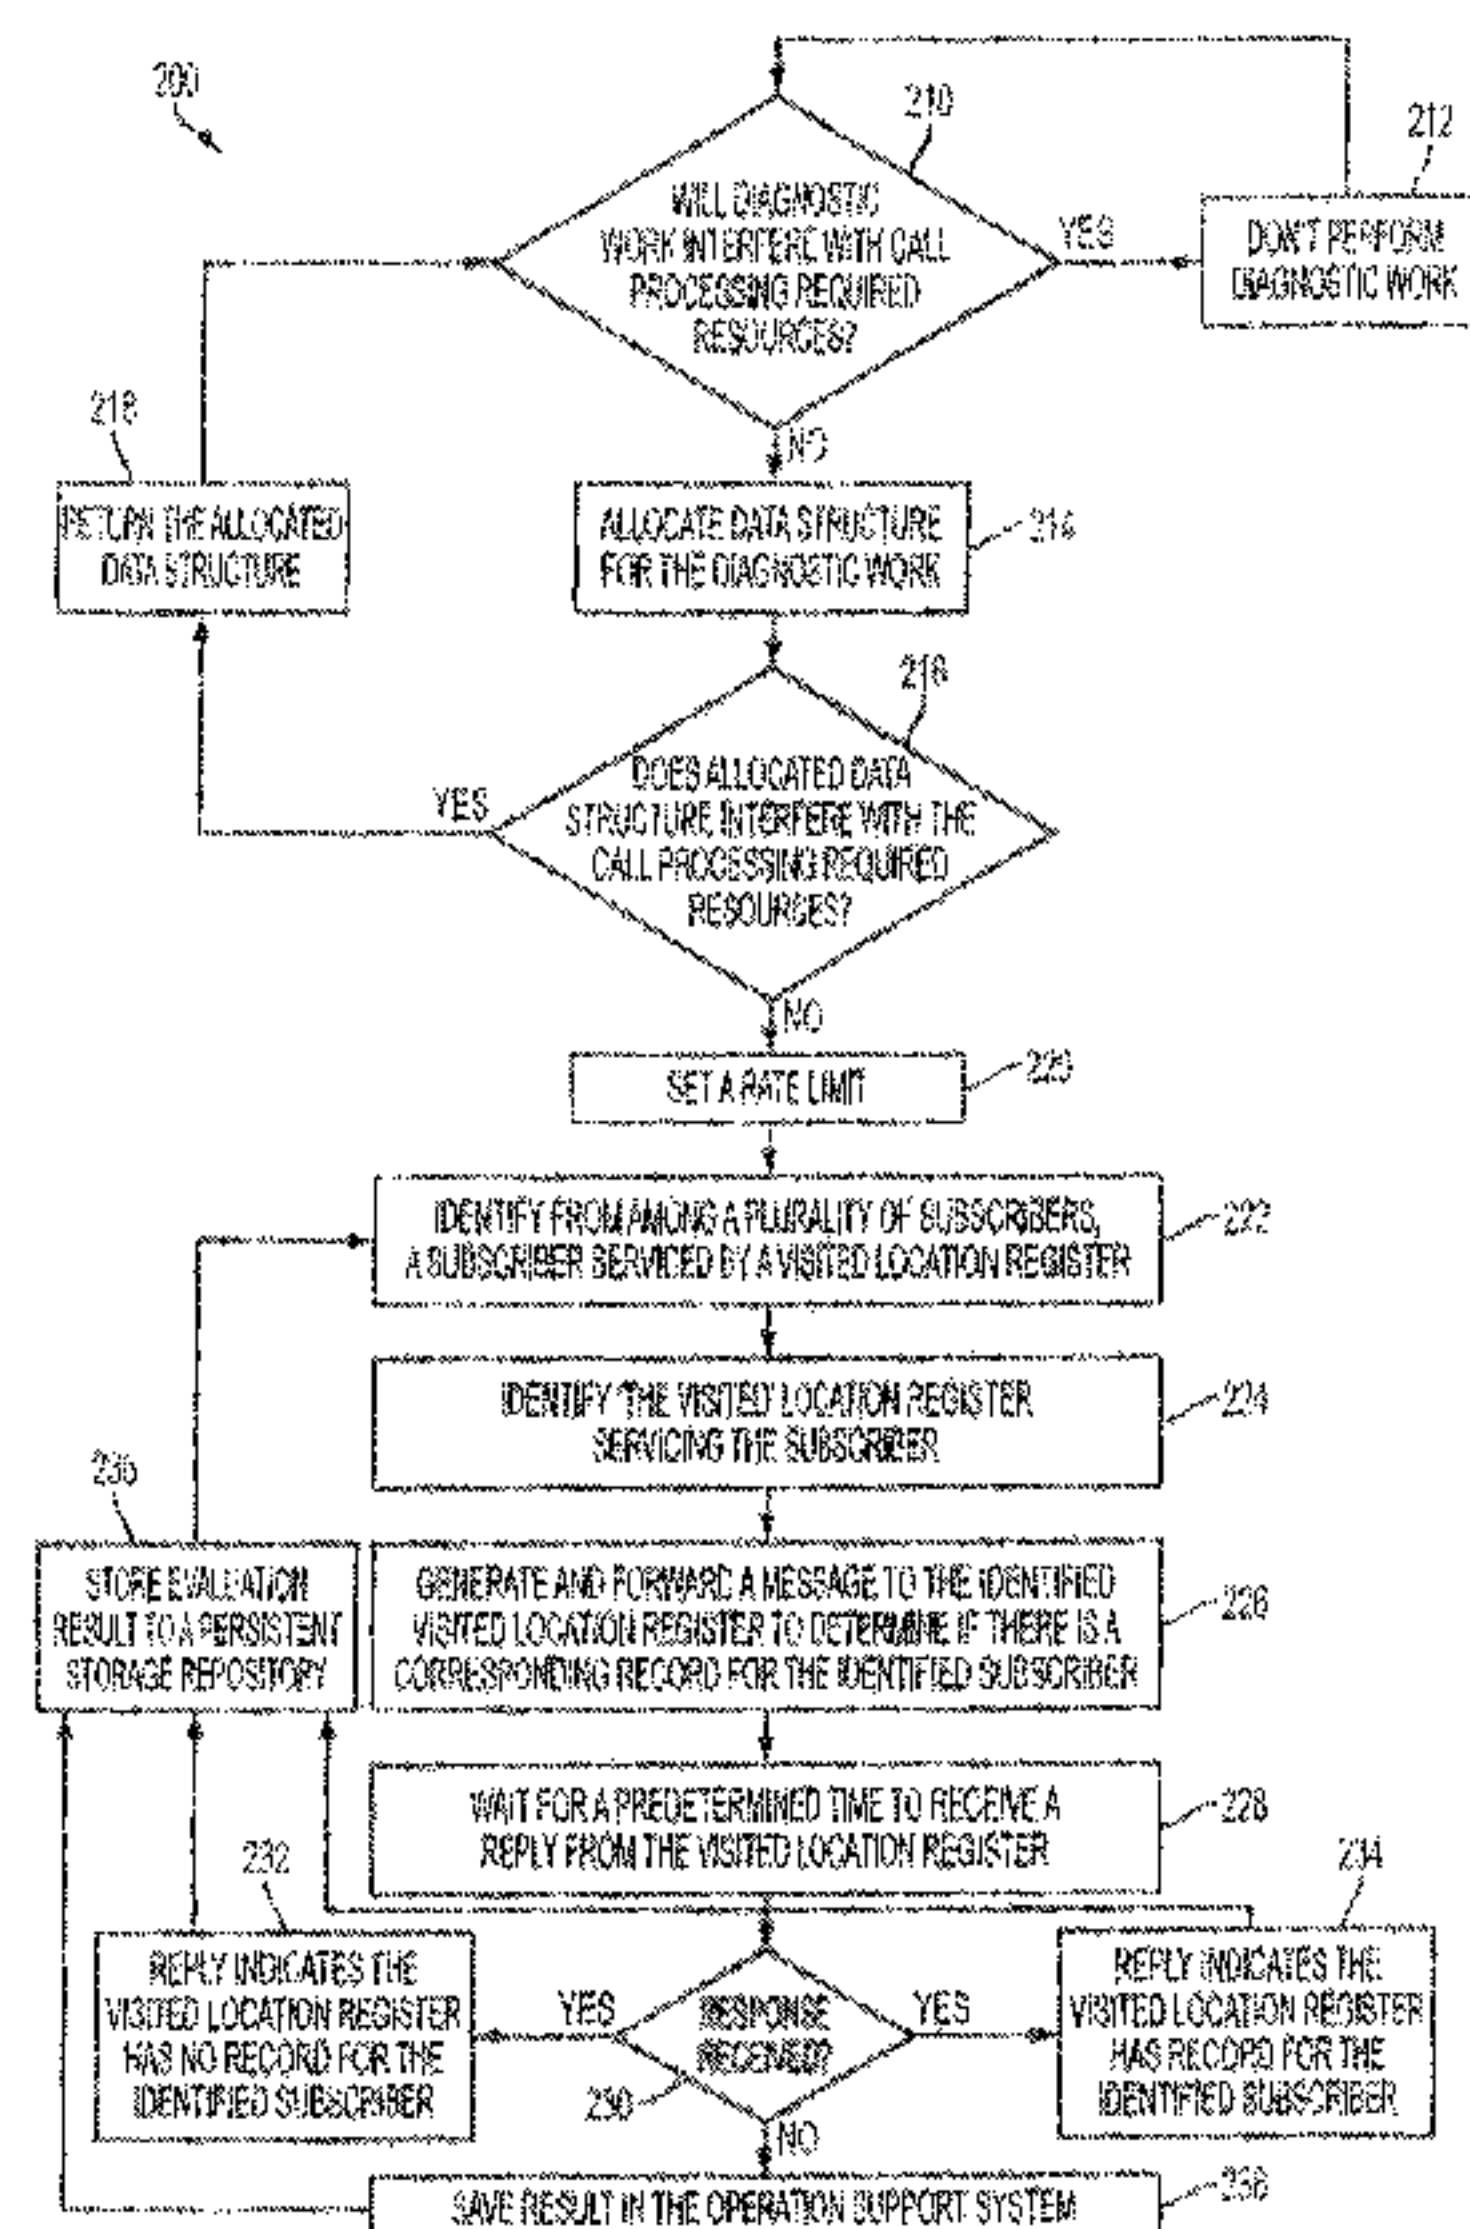 200
210
212
WILL DIAGNOSTIC
WORK INTERFERE WITH CALL
PROCESSING REQUIRED
RESOURCES?
YES
DON'T PERFORM
DIAGNOSTIC WORK
NO
218
RETURN THE ALLOCATED
DATA STRUCTURE
ALLOCATE DATA STRUCTURE
FOR THE DIAGNOSTIC WORK
214
216
DOES ALLOCATED DATA
STRUCTURE INTERFERE WITH THE
CALL PROCESSING REQUIRED
RESOURCES?
YES
NO
SET A RATE LIMIT
220
IDENTIFY FROM AMONG A PLURALITY OF SUBSCRIBERS,
A SUBSCRIBER SERVICED BY A VISITED LOCATION REGISTER
222
IDENTIFY THE VISITED LOCATION REGISTER
SERVICING THE SUBSCRIBER
224
STORE EVALUATION
RESULT TO A PERSISTENT
STORAGE REPOSITORY
GENERATE AND FORWARD A MESSAGE TO THE IDENTIFIED
VISITED LOCATION REGISTER TO DETERMINE IF THERE IS A
CORRESPONDING RECORD FOR THE IDENTIFIED SUBSCRIBER
226
WAIT FOR A PREDETERMINED TIME TO RECEIVE A
REPLY FROM THE VISITED LOCATION REGISTER
228
232
234
REPLY INDICATES THE
VISITED LOCATION REGISTER
HAS NO RECORD FOR THE
IDENTIFIED SUBSCRIBER
YES
RESPONSE
RECEIVED?
YES
230
REPLY INDICATES THE
VISITED LOCATION REGISTER
HAS RECORD FOR THE
IDENTIFIED SUBSCRIBER
NO
SAVE RESULT IN THE OPERATION SUPPORT SYSTEM